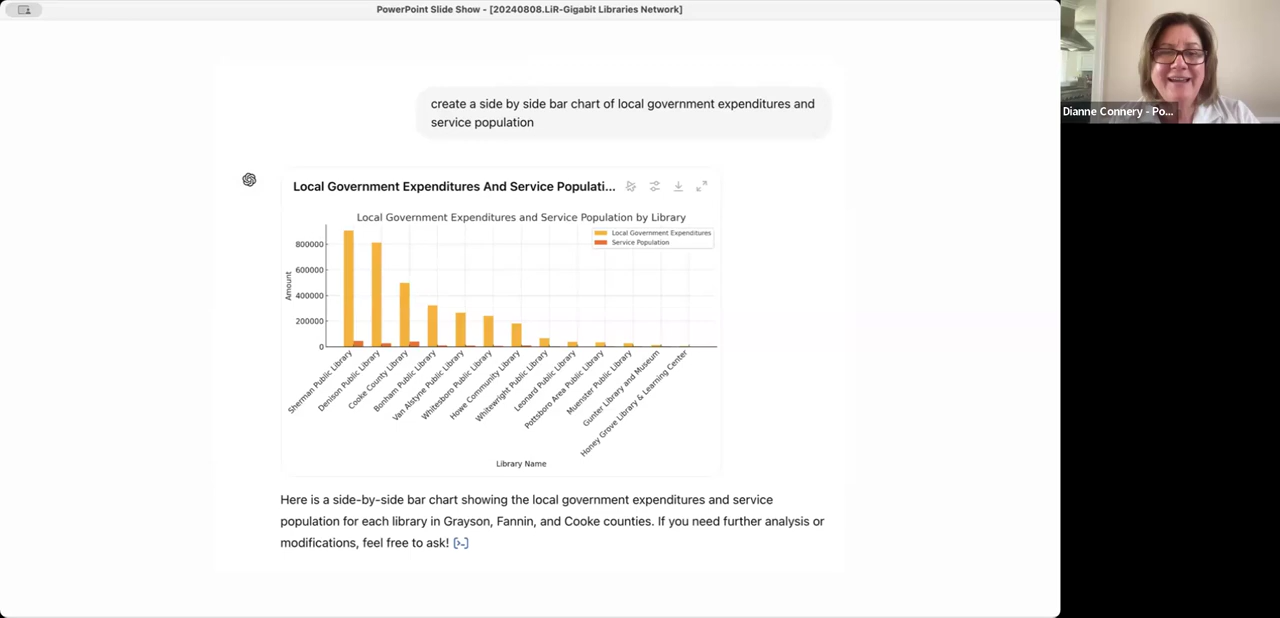 PowerPoint Slide Show - [20240808.LiR-Gigabit Libraries Network]
Dianne Connery - Po...
create a side by side bar chart of local government expenditures and
service population
Local Government Expenditures And Service Populati...
Local Government Expenditures and Service Population by Library
Local Government Expenditures
Service Population
Amount
800000
600000
400000
200000
0
Sherman Public Library
Denison Public Library
Cooke County Library
Bonham Public Library
Van Alstyne Public Library
Whitesboro Public Library
Howe Community Library
Whitewright Public Library
Leonard Public Library
Pottsboro Area Public Library
Muenster Public Library
Gunter Library and Museum
Honey Grove Library & Learning Center
Library Name
Here is a side-by-side bar chart showing the local government expenditures and service
population for each library in Grayson, Fannin, and Cooke counties. If you need further analysis or
modifications, feel free to ask! [>-]